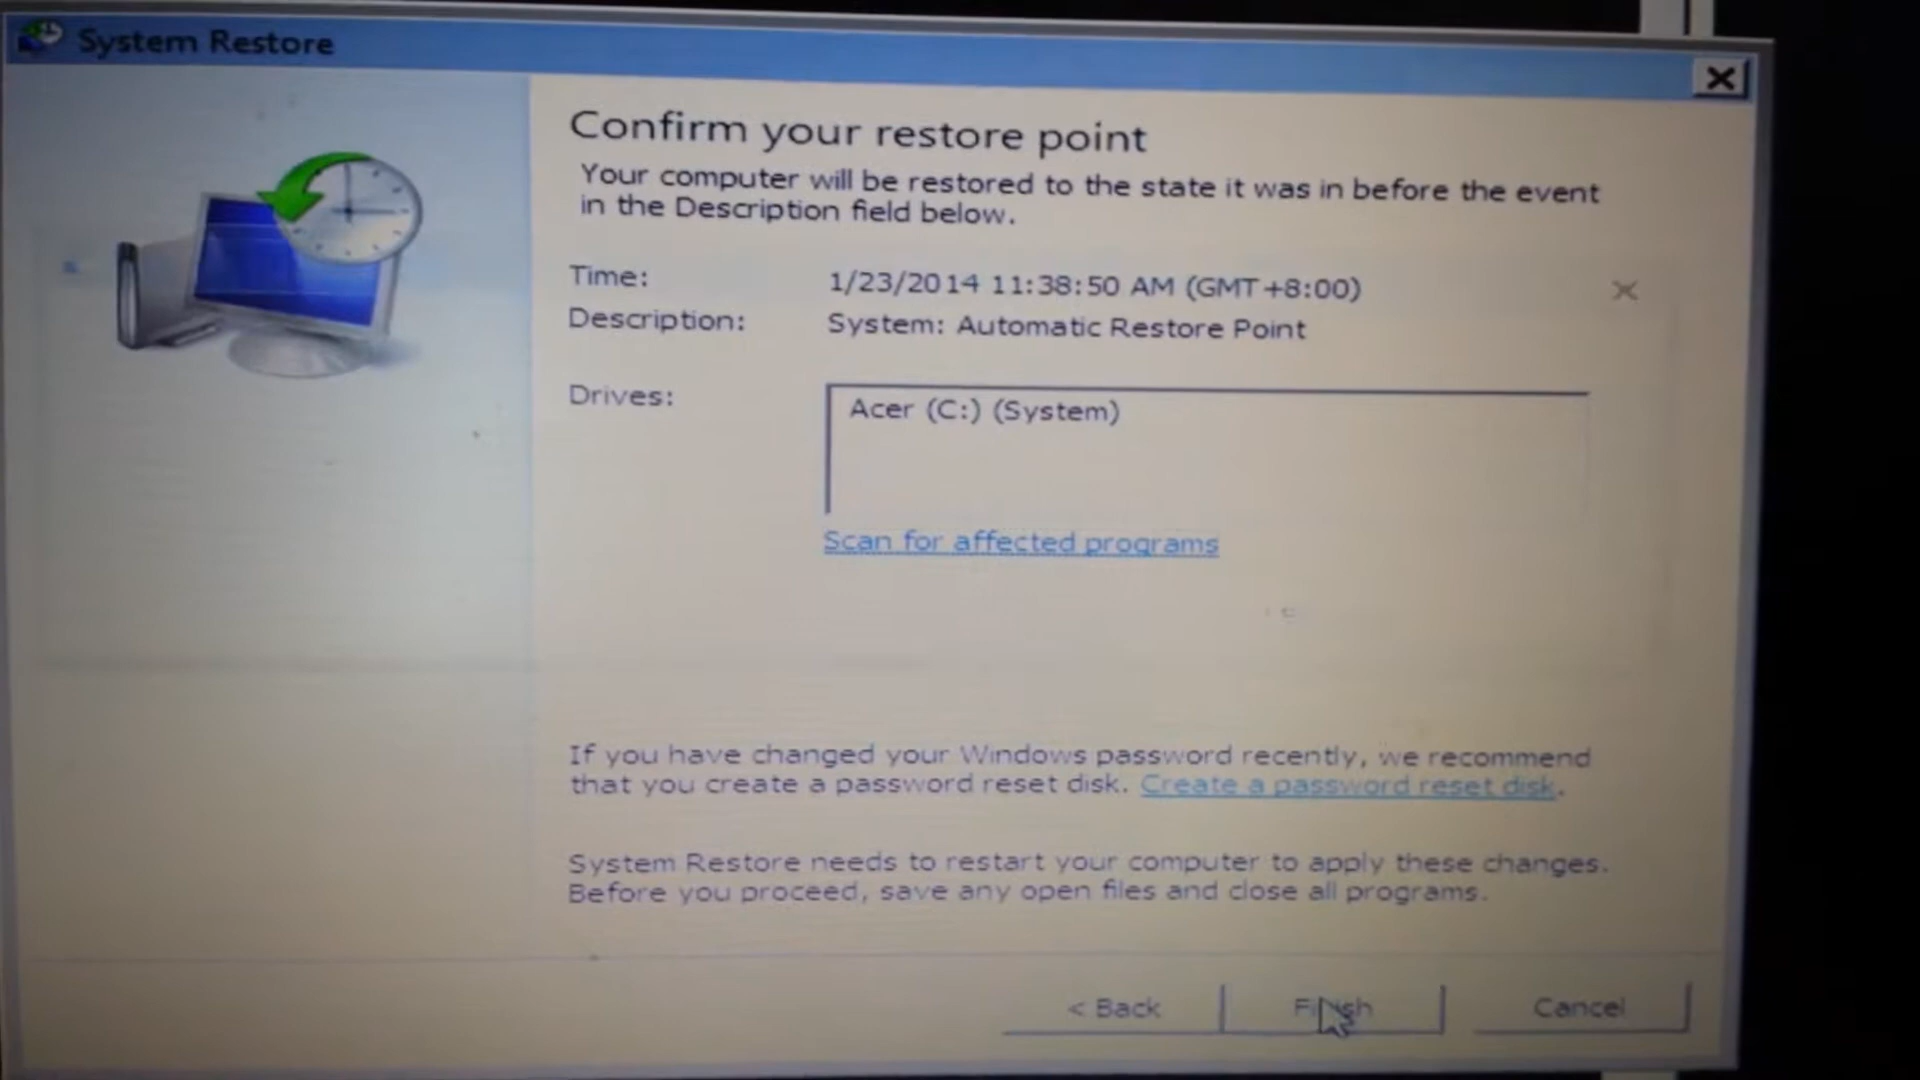 System Restore
Confirm your restore point
Your computer will be restored to the state it was in before the event
in the Description field below.
Time: 1/23/2014 11:38:50 AM (GMT+8:00)
Description: System: Automatic Restore Point
Drives: Acer (C:) (System)
Scan for affected programs
If you have changed your Windows password recently, we recommend
that you create a password reset disk. Create a password reset disk.
System Restore needs to restart your computer to apply these changes.
Before you proceed, save any open files and close all programs.
< Back Finish Cancel